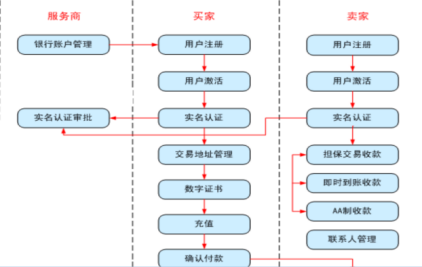 服务商
买家
卖家
银行账户管理
用户注册
用户注册
用户激活
用户激活
实名认证审批
实名认证
实名认证
交易地址管理
担保交易收款
数字证书
即时到账收款
充值
AA制收款
联系人管理
确认付款